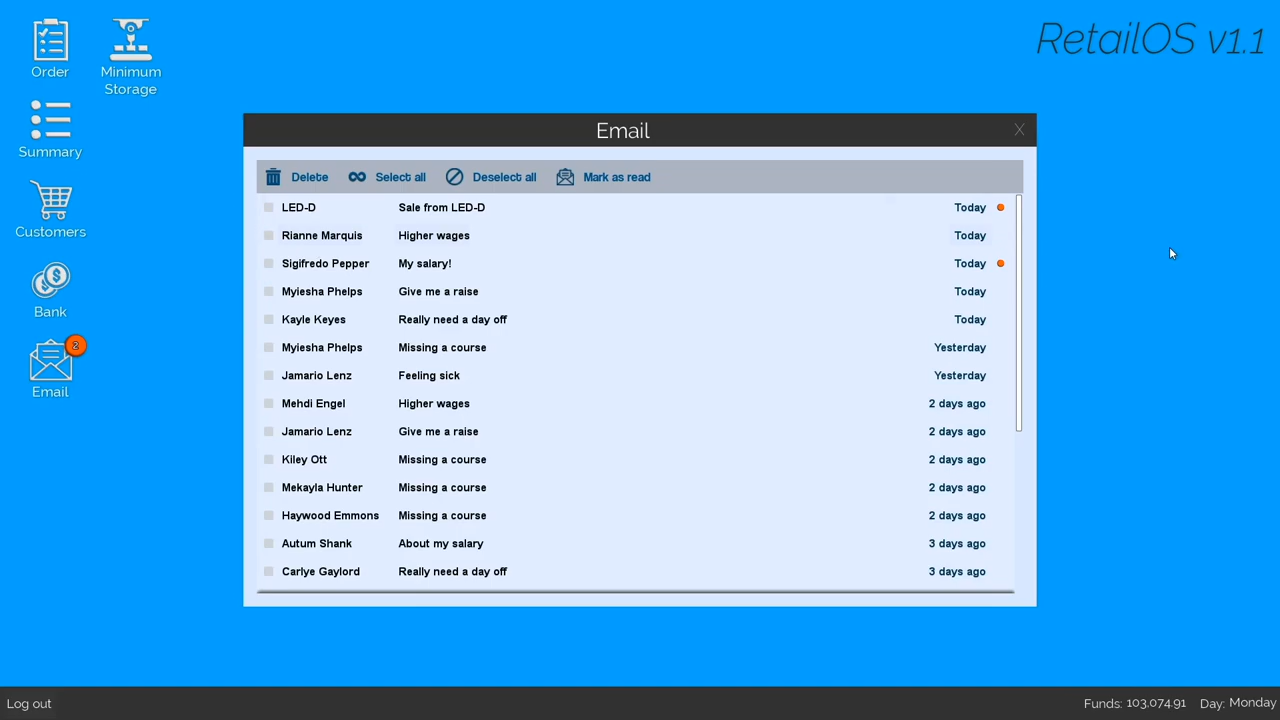 RetailOS v1.1
Order
Minimum
Storage
Summary
Customers
Bank
2
Email
Email X
Delete Select all Deselect all Mark as read
LED-D Sale from LED-D Today
Rianne Marquis Higher wages Today
Sigifredo Pepper My salary! Today
Myiesha Phelps Give me a raise Today
Kayle Keyes Really need a day off Today
Myiesha Phelps Missing a course Yesterday
Jamario Lenz Feeling sick Yesterday
Mehdi Engel Higher wages 2 days ago
Jamario Lenz Give me a raise 2 days ago
Kiley Ott Missing a course 2 days ago
Mekayla Hunter Missing a course 2 days ago
Haywood Emmons Missing a course 2 days ago
Autum Shank About my salary 3 days ago
Carlye Gaylord Really need a day off 3 days ago
Log out Funds: 103,074.91 Day: Monday